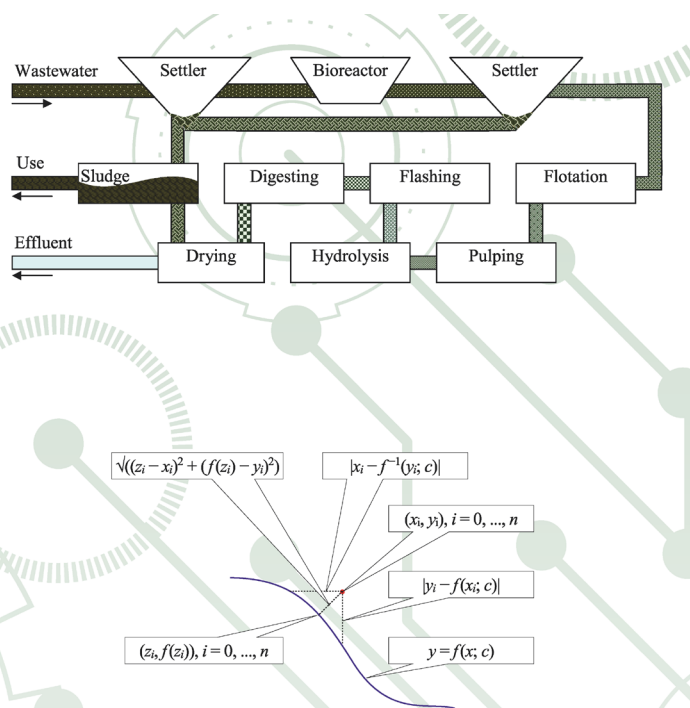 Wastewater
Settler
Bioreactor
Settler
Use
Sludge
Digesting
Flashing
Flotation
Effluent
Drying
Hydrolysis
Pulping
√((zᵢ – xᵢ)² + (f(zᵢ) – yᵢ)²)
|xᵢ – f⁻¹(yᵢ; c)|
(xᵢ, yᵢ), i = 0, ..., n
|yᵢ – f(xᵢ; c)|
(zᵢ, f(zᵢ)), i = 0, ..., n
y = f(x; c)